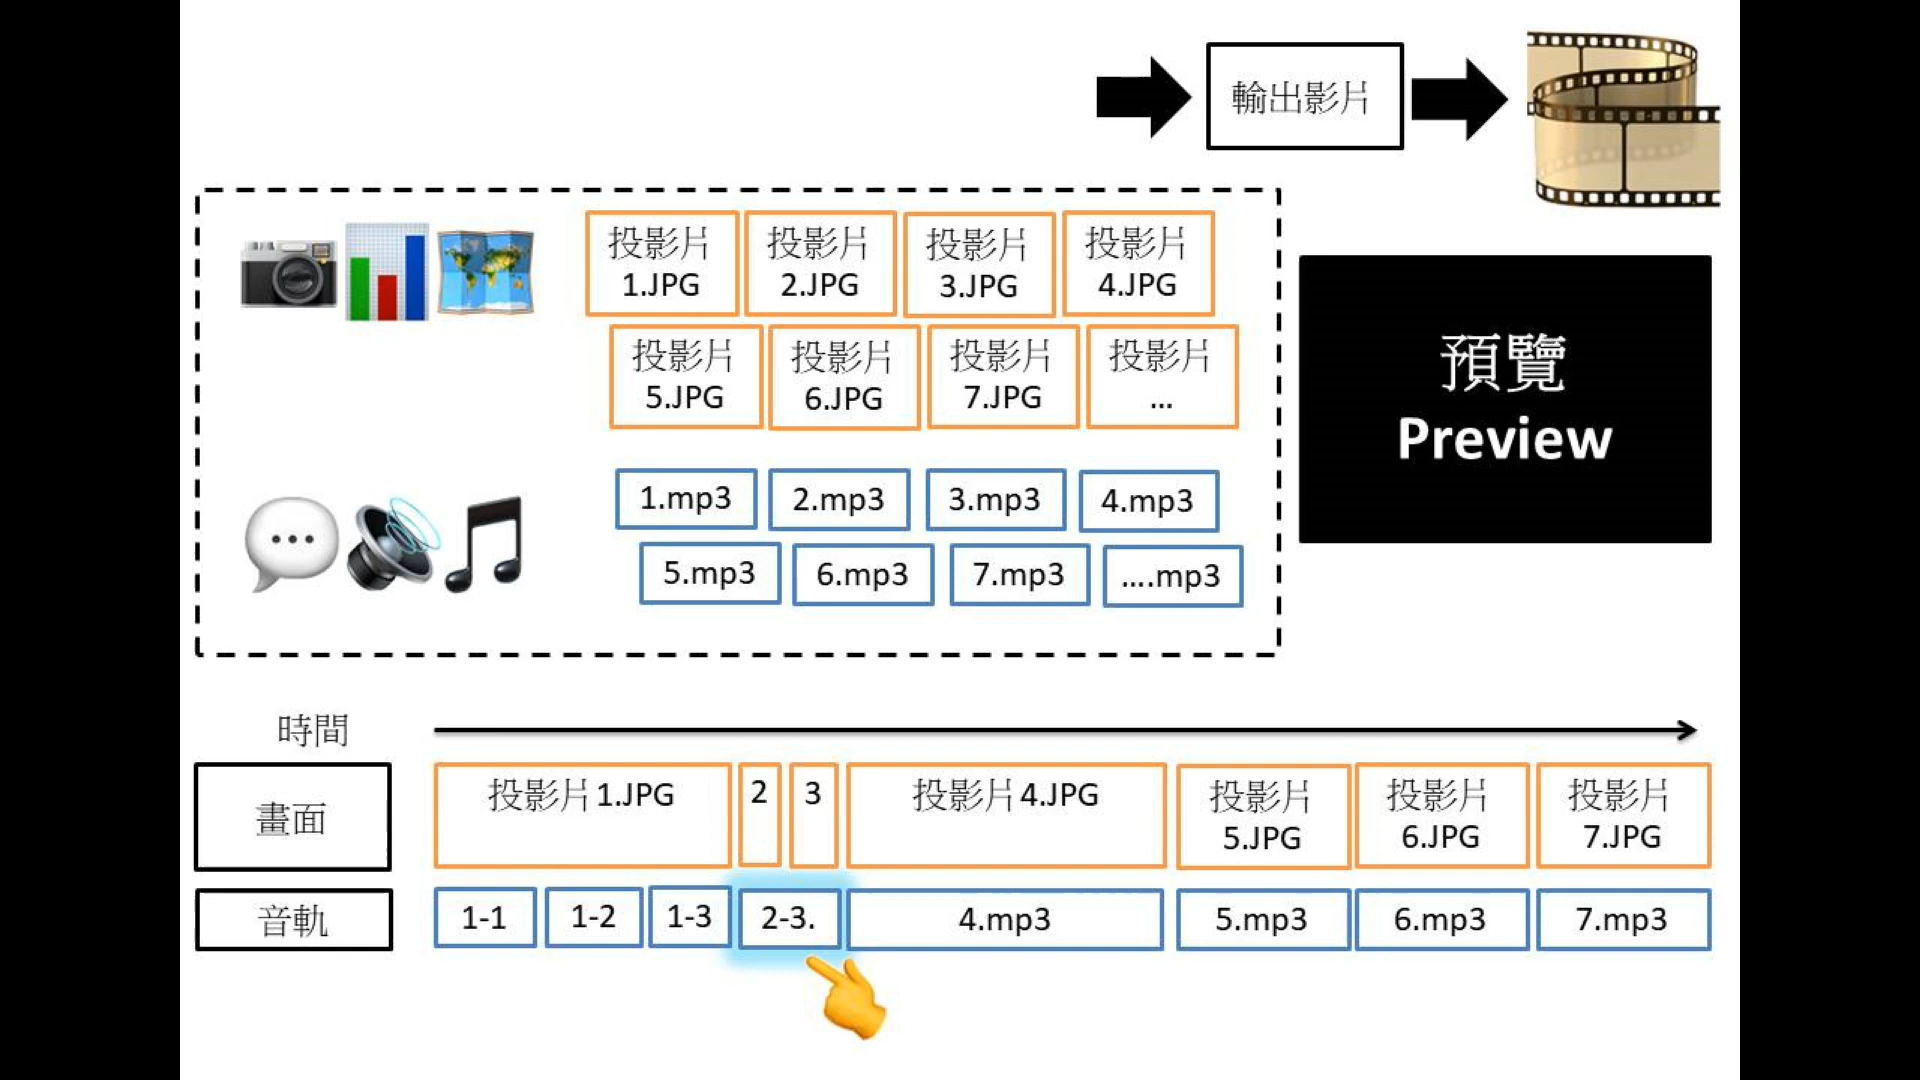 輸出影片
投影片
1.JPG
投影片
2.JPG
投影片
3.JPG
投影片
4.JPG
投影片
5.JPG
投影片
6.JPG
投影片
7.JPG
投影片
...
預覽
Preview
1.mp3
2.mp3
3.mp3
4.mp3
5.mp3
6.mp3
7.mp3
....mp3
時間
畫面
投影片1.JPG
2
3
投影片4.JPG
投影片
5.JPG
投影片
6.JPG
投影片
7.JPG
音軌
1-1
1-2
1-3
2-3.
4.mp3
5.mp3
6.mp3
7.mp3